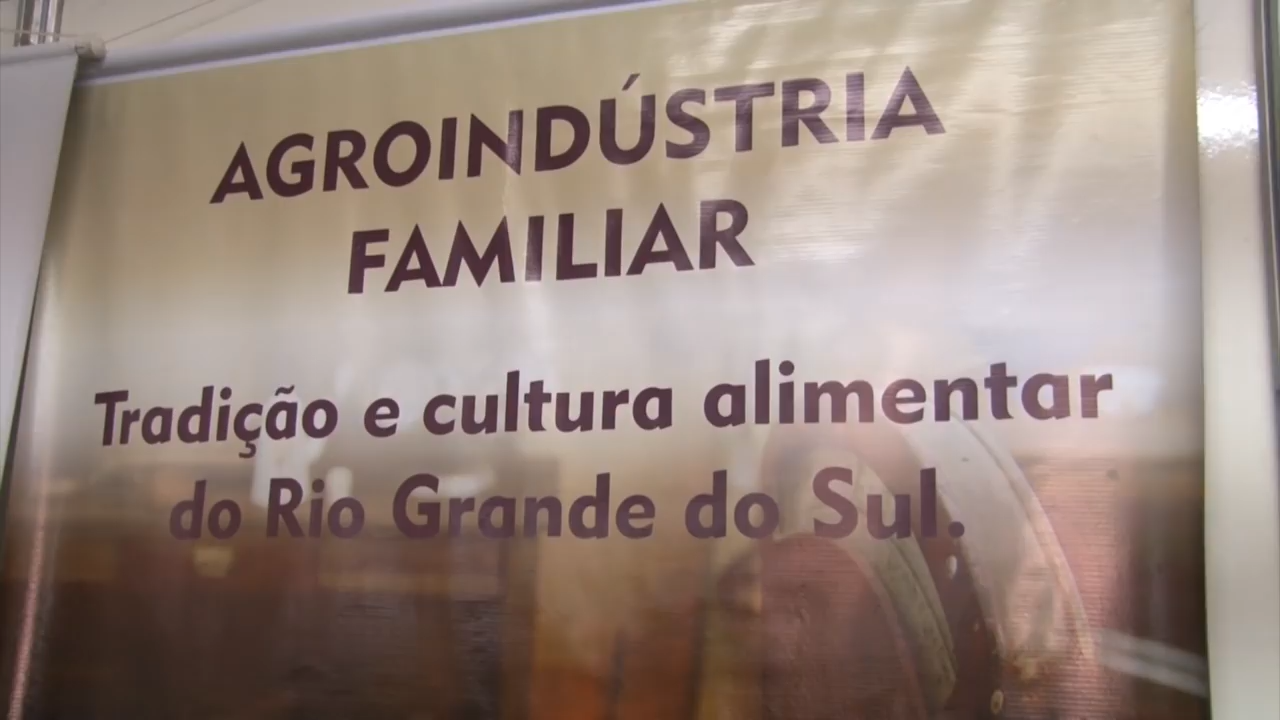 AGROINDÚSTRIA
FAMILIAR
Tradição e cultura alimentar
do Rio Grande do Sul.